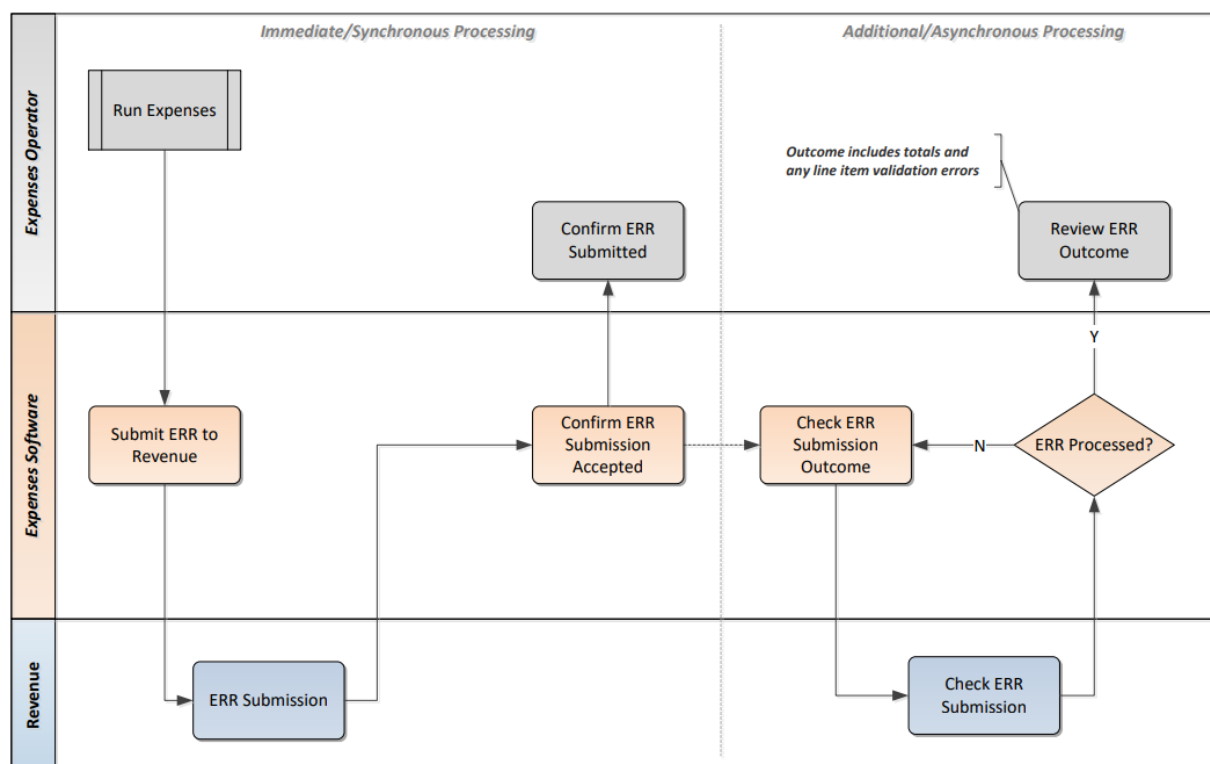 Immediate/Synchronous Processing
Additional/Asynchronous Processing
Expenses Operator
Run Expenses
Outcome includes totals and
any line item validation errors
Confirm ERR
Submitted
Review ERR
Outcome
Y
Expenses Software
Submit ERR to
Revenue
Confirm ERR
Submission
Accepted
Check ERR
Submission
Outcome
N
ERR Processed?
Revenue
ERR Submission
Check ERR
Submission